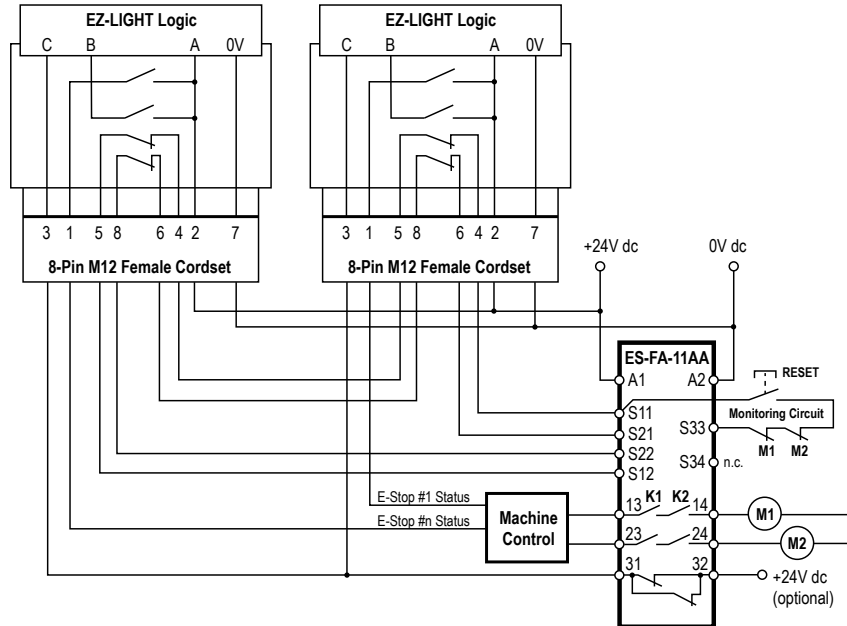 EZ-LIGHT Logic
C B A 0V
3 1 5 8 6 4 2 7
8-Pin M12 Female Cordset
EZ-LIGHT Logic
C B A 0V
3 1 5 8 6 4 2 7
8-Pin M12 Female Cordset
+24V dc
0V dc
ES-FA-11AA
A1 A2
RESET
S11
Monitoring Circuit
S21 S33
M1 M2
S22
S34 n.c.
S12
E-Stop #1 Status
E-Stop #n Status
Machine
Control
13 K1 K2 14
M1
23 24
M2
31 32
+24V dc
(optional)